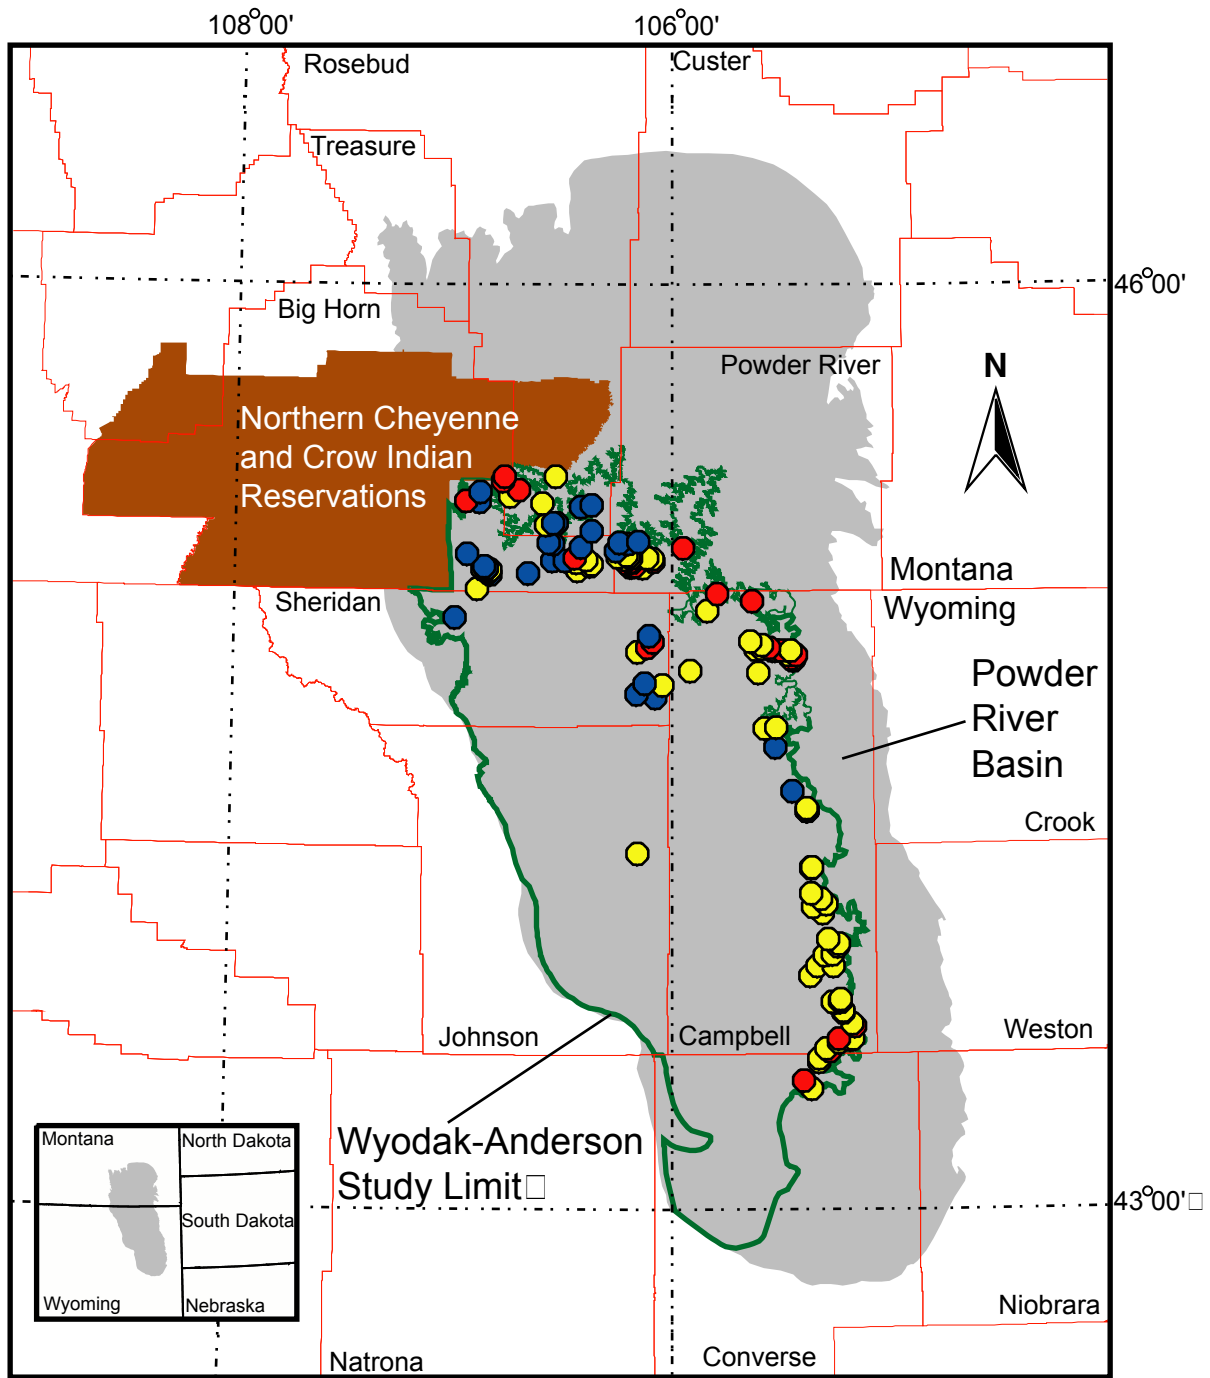 108°00'
106°00'
Rosebud
Custer
Treasure
46°00'
Big Horn
Powder River
N
Northern Cheyenne
and Crow Indian
Reservations
Montana
Sheridan
Wyoming
Powder
River
Basin
Crook
Johnson
Campbell
Weston
Wyodak-Anderson
Study Limit□
Montana
North Dakota
South Dakota
43°00'□
Wyoming
Nebraska
Niobrara
Natrona
Converse